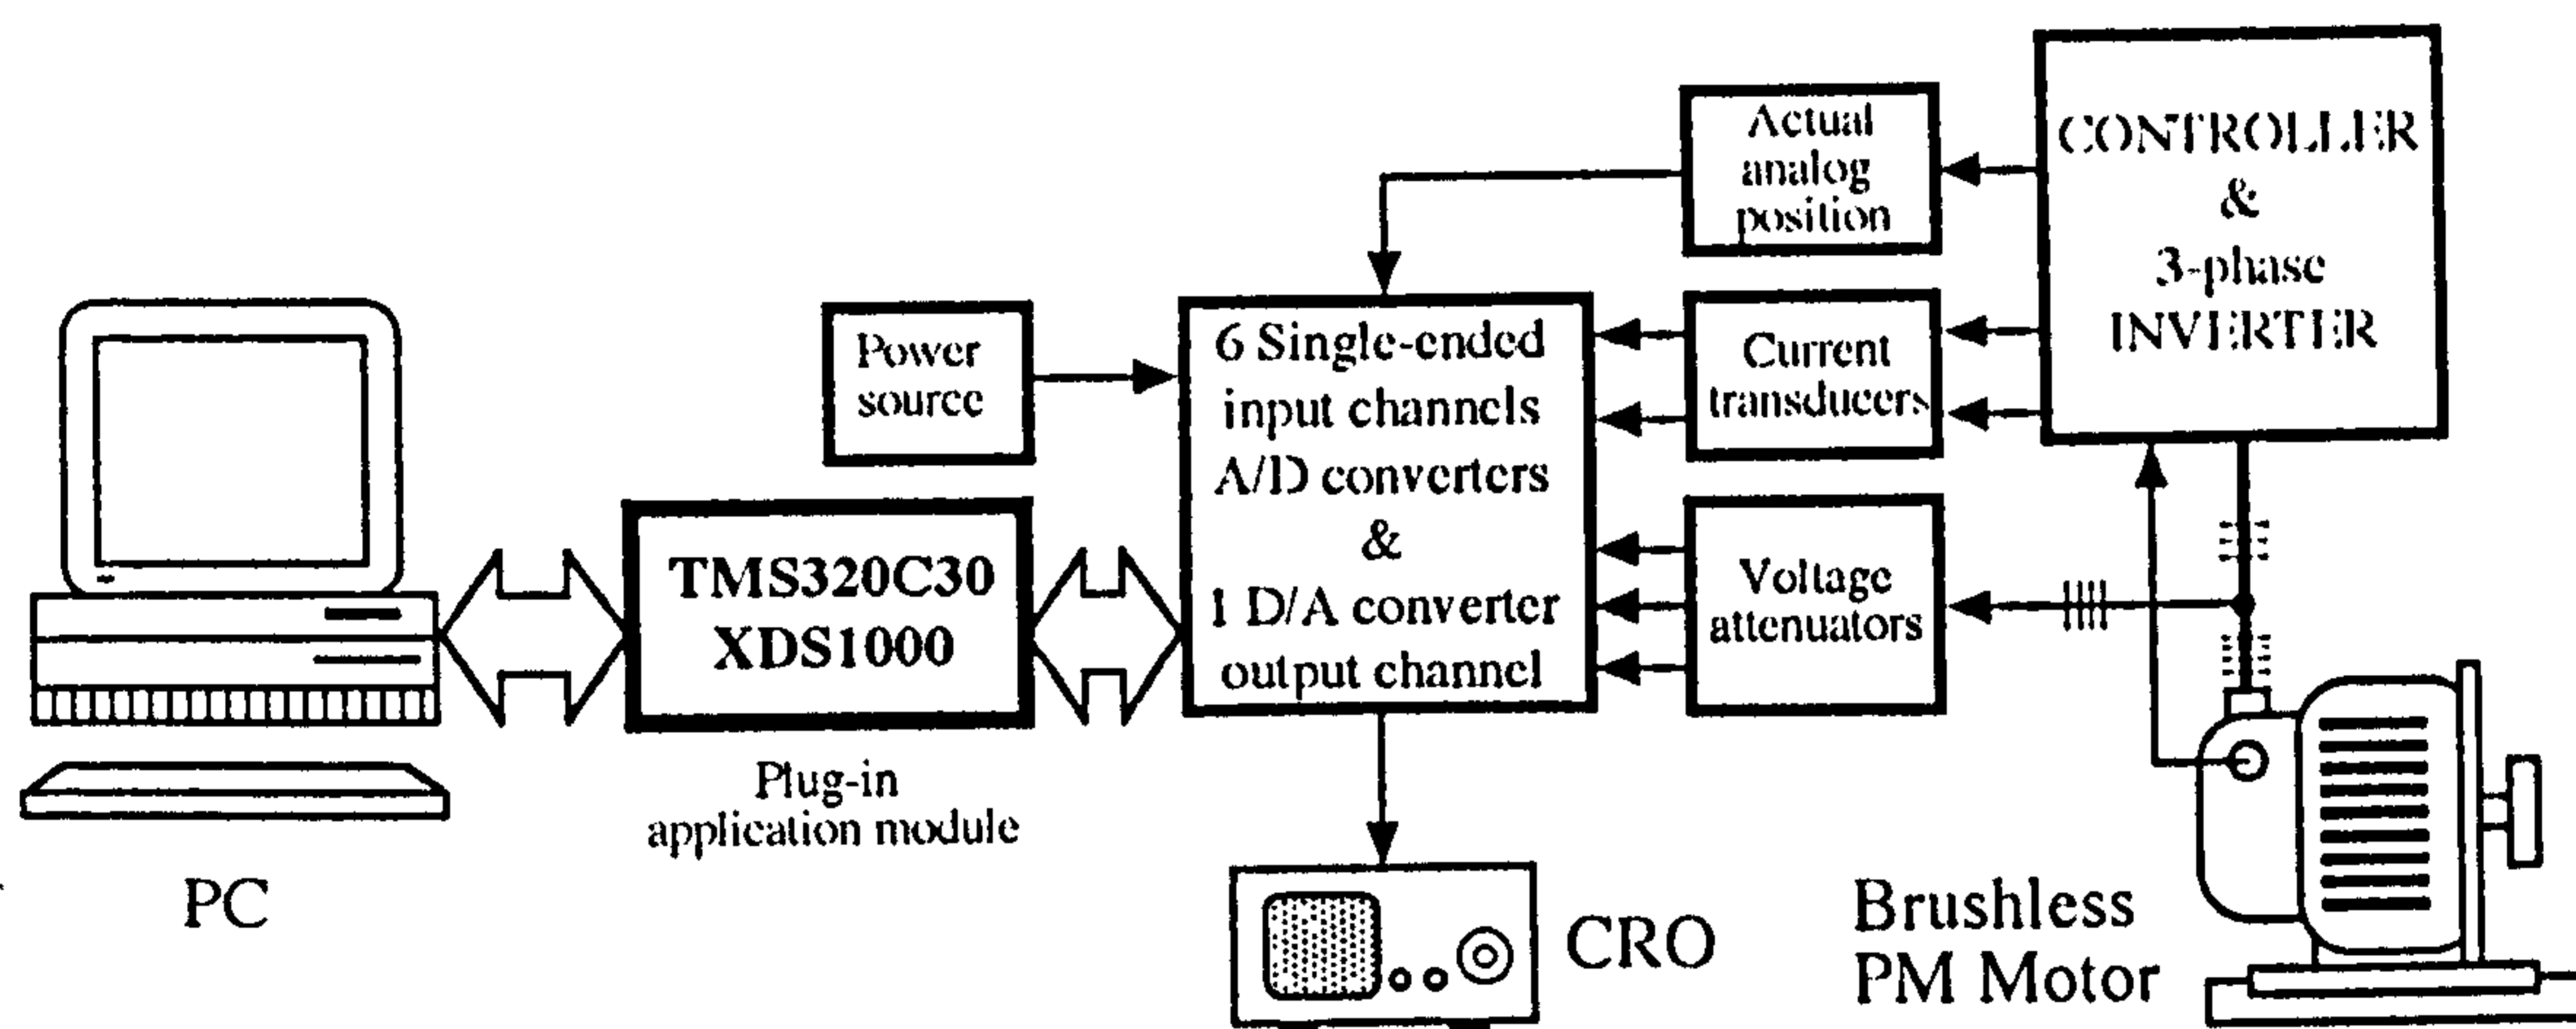 Actual
analog
position
CONTROLLER
&
3-phase
INVERTER
Power
source
6 Single-ended
input channels
A/D converters
&
1 D/A converter
output channel
Current
transducers
TMS320C30
XDS1000
Voltage
attenuators
Plug-in
application module
PC
CRO
Brushless
PM Motor